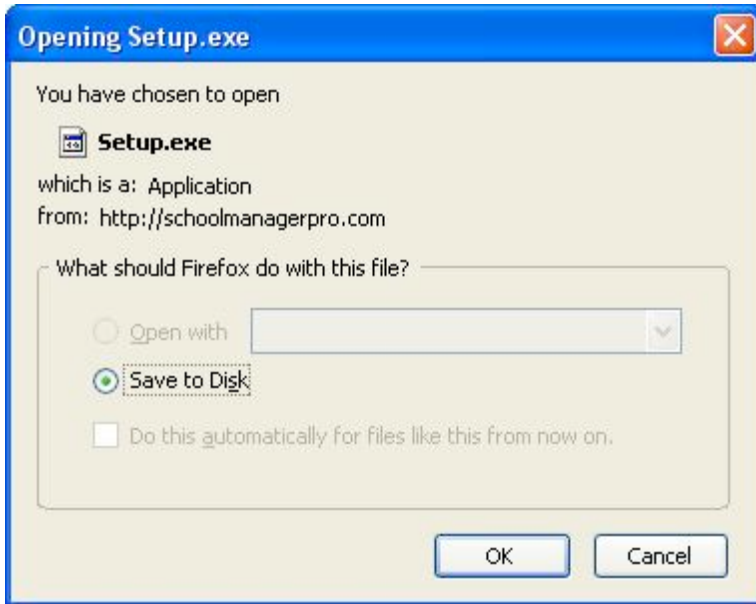 Opening Setup.exe
You have chosen to open
Setup.exe
which is a: Application
from: http://schoolmanagerpro.com
What should Firefox do with this file?
Open with
Save to Disk
Do this automatically for files like this from now on.
OK Cancel